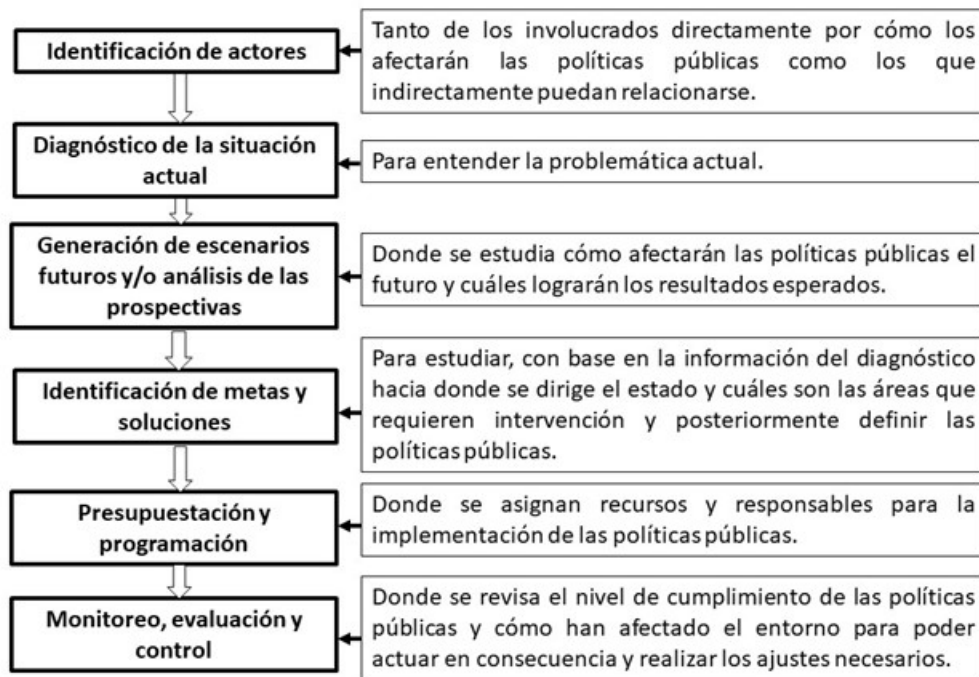 Identificación de actores
Tanto de los involucrados directamente por cómo los
afectarán las políticas públicas como los que
indirectamente puedan relacionarse.
Diagnóstico de la situación
actual
Para entender la problemática actual.
Generación de escenarios
futuros y/o análisis de las
prospectivas
Donde se estudia cómo afectarán las políticas públicas el
futuro y cuáles lograrán los resultados esperados.
Identificación de metas y
soluciones
Para estudiar, con base en la información del diagnóstico
hacia donde se dirige el estado y cuáles son las áreas que
requieren intervención y posteriormente definir las
políticas públicas.
Presupuestación y
programación
Donde se asignan recursos y responsables para la
implementación de las políticas públicas.
Monitoreo, evaluación y
control
Donde se revisa el nivel de cumplimiento de las políticas
públicas y cómo han afectado el entorno para poder
actuar en consecuencia y realizar los ajustes necesarios.